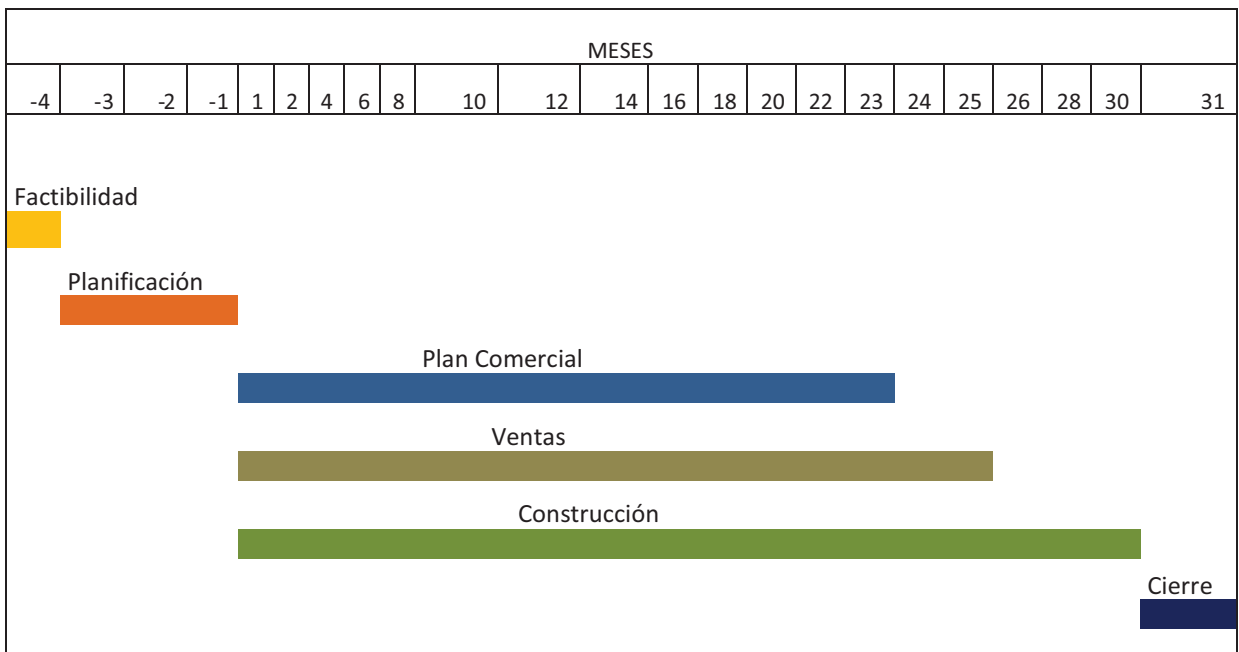 MESES
-4 -3 -2 -1 1 2 4 6 8 10 12 14 16 18 20 22 23 24 25 26 28 30 31
Factibilidad
Planificación
Plan Comercial
Ventas
Construcción
Cierre